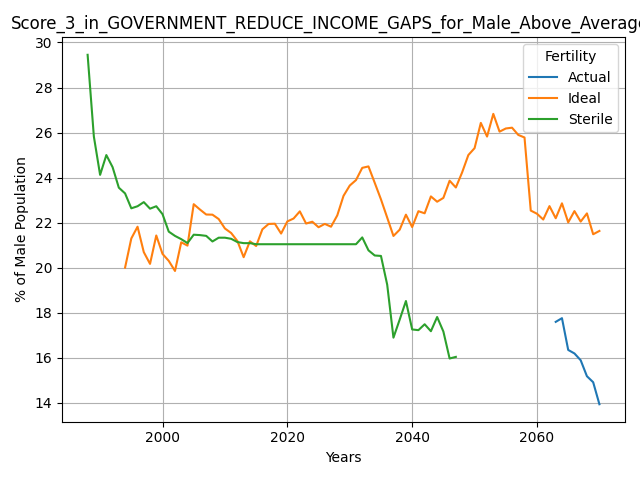 Score_3_in_GOVERNMENT_REDUCE_INCOME_GAPS_for_Male_Above_Average
Fertility
Actual
Ideal
Sterile
% of Male Population
30
28
26
24
22
20
18
16
14
2000
2020
2040
2060
Years